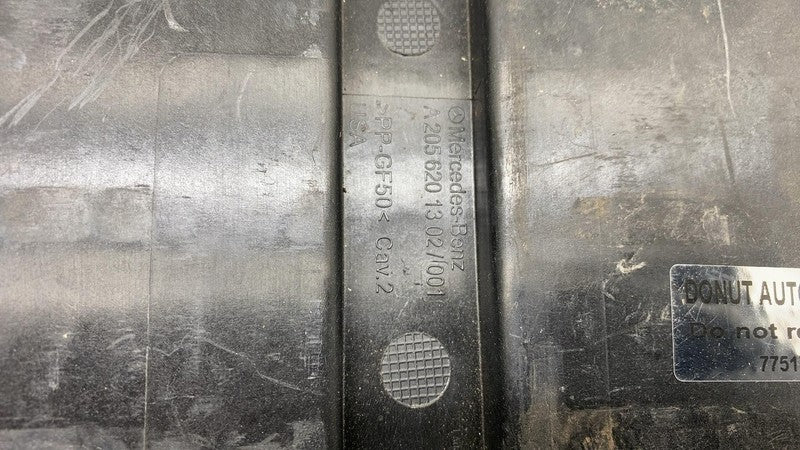 Mercedes-Benz
A 205 620 13 02 /001
>PP-GF50< Cav.2
USA
DONUT AUTO
Do not re
7751